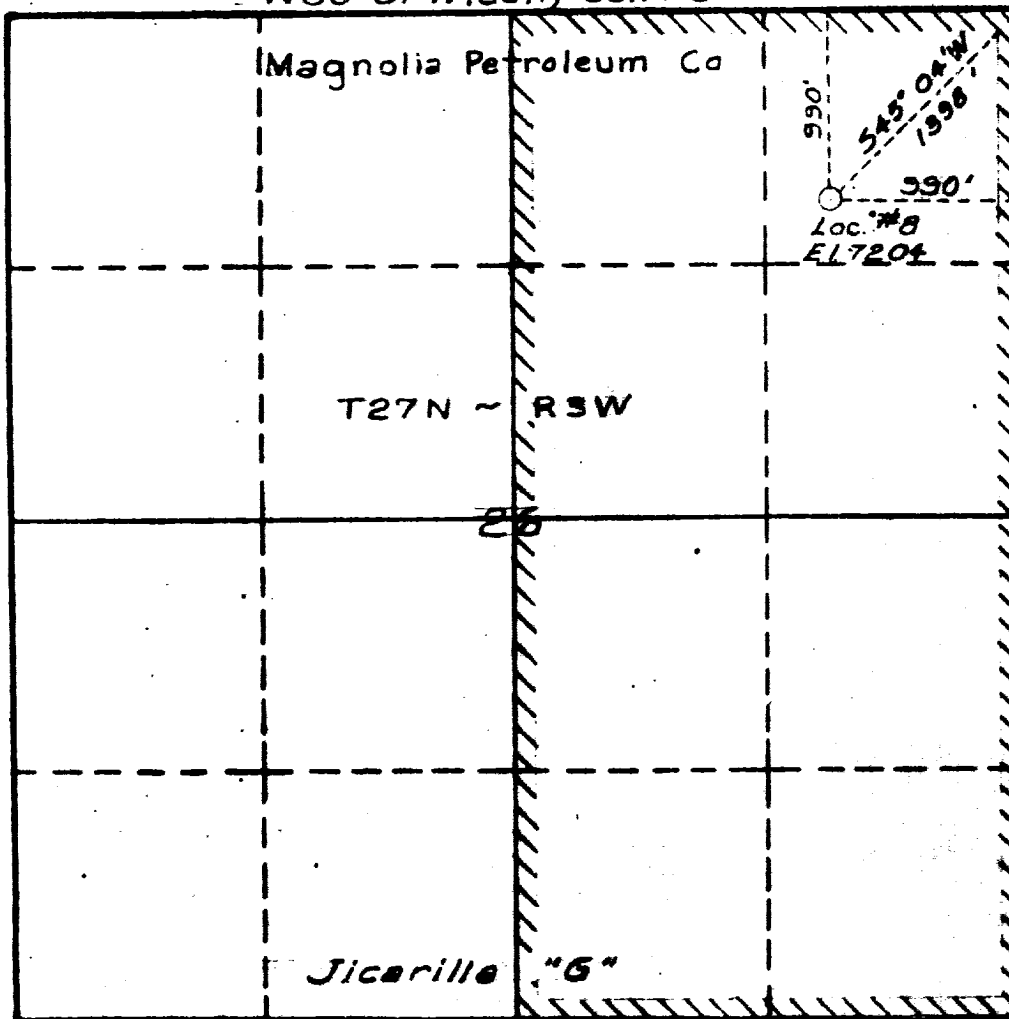 Magnolia Petroleum Co
990'
S45° 04'W
1398'
990'
Loc. #8
El. 7204
T27N ~ R3W
26
Jicarilla "G"